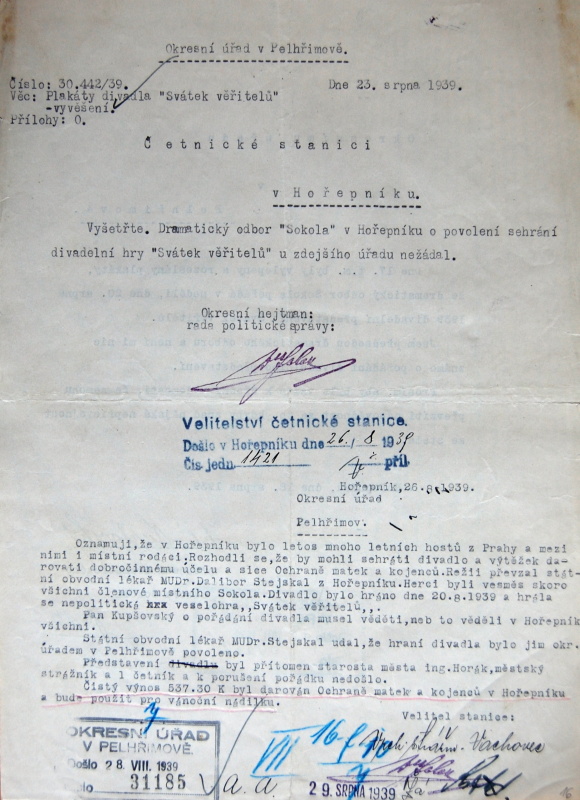 Okresní úřad v Pelhřimově.
Číslo: 30.442/39.
Dne 23. srpna 1939.
Věc: Plakáty divadla "Svátek věřitelů"
-vyvěšení.
Přílohy: 0.
Četnické stanici
v Hořepníku.
Vyšetřte. Dramatický odbor "Sokola" v Hořepníku o povolení sehrání
divadelní hry "Svátek věřitelů" u zdejšího úřadu nežádal.
Okresní hejtman:
rada politické správy:
Velitelství četnické stanice.
Došlo v Hořepníku dne 26. 8 1939
Čís. jedn. 1421 příl.
Hořepník,26.8.1939.
Okresní úřad
Pelhřimov.
Oznamuji,že v Hořepníku bylo letos mnoho letních hostů z Prahy a mezi
nimi i místní rodáci.Rozhodli se,že by mohli sehráti divadlo a výtěžek da-
rovati dobročinnému účelu a sice Ochraně matek a kojenců.Režii převzal stát-
ní obvodní lékař MUDr.Dalibor Stejskal z Hořepníku.Herci byli vesměs skoro
všichni členové místního Sokola.Divadlo bylo hráno dne 20.8.1939 a hrála
se nepolitická veselohra,,Svátek věřitelů,,.
Pan Kupšovský o pořádání divadla musel věděti,neb to věděli v Hořepník
všichni.
Státní obvodní lékař MUDr.Stejskal udal,že hraní divadla bylo jim okr.
úřadem v Pelhřimově povoleno.
Představení divadlu byl přítomen starosta města ing.Horák,městský
strážník a 1 četník a k porušení pořádku nedošlo.
Čistý výnos 537.30 K byl darován Ochraně matek a kojenců v Hořepníku
a bude použit pro vánoční nádílku.
Velitel stanice:
Vachovec
OKRESNÍ ÚŘAD
V PELHŘIMOVĚ.
Došlo 28. VIII. 1939
31185
a. a.
VII 16
29. SRPNA 1939
16